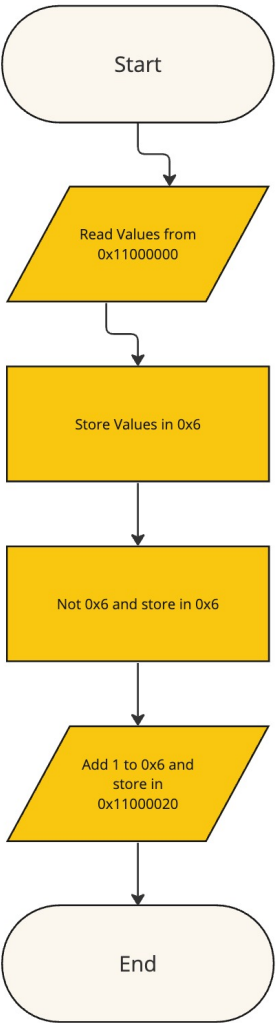 Start
Read Values from
0x11000000
Store Values in 0x6
Not 0x6 and store in 0x6
Add 1 to 0x6 and
store in
0x11000020
End